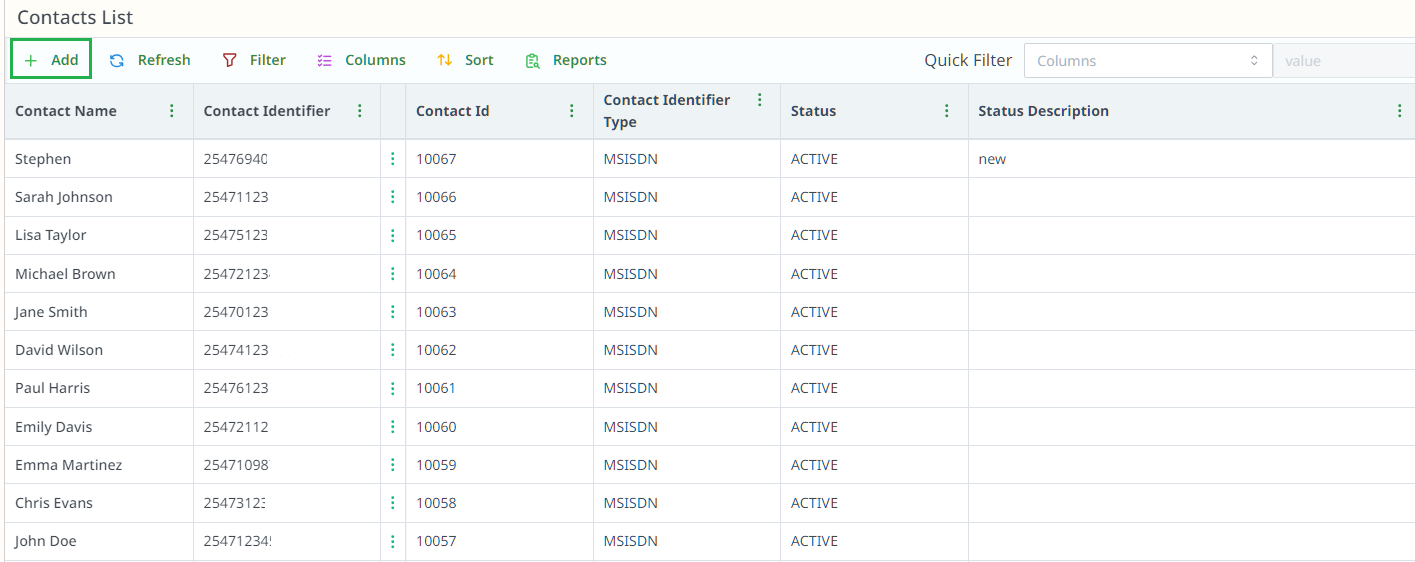 Contacts List
Add Refresh Filter Columns Sort Reports Quick Filter Columns value
Contact Name Contact Identifier Contact Id Contact Identifier Type Status Status Description
Stephen 25476940 10067 MSISDN ACTIVE new
Sarah Johnson 25471123 10066 MSISDN ACTIVE
Lisa Taylor 25475123 10065 MSISDN ACTIVE
Michael Brown 25472123 10064 MSISDN ACTIVE
Jane Smith 25470123 10063 MSISDN ACTIVE
David Wilson 25474123 10062 MSISDN ACTIVE
Paul Harris 25476123 10061 MSISDN ACTIVE
Emily Davis 25472112 10060 MSISDN ACTIVE
Emma Martinez 25471098 10059 MSISDN ACTIVE
Chris Evans 25473123 10058 MSISDN ACTIVE
John Doe 254712345 10057 MSISDN ACTIVE